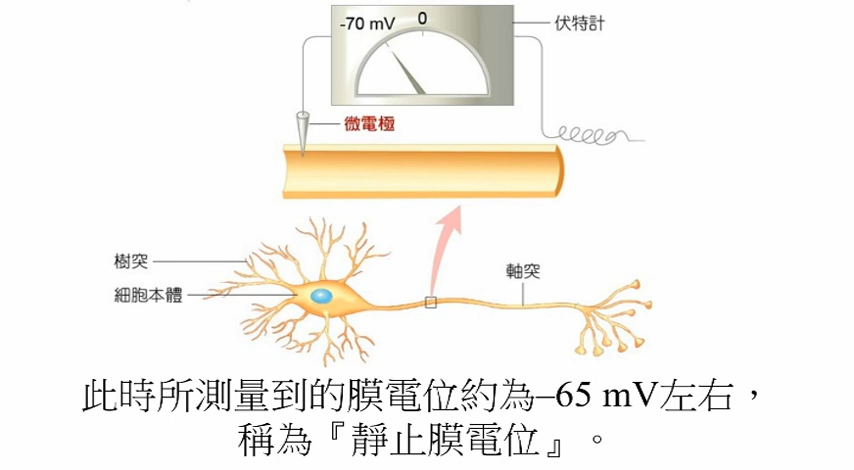 -70 mV 0
伏特計
微電極
樹突
細胞本體
軸突
此時所測量到的膜電位約為–65 mV左右，
稱為『靜止膜電位』。